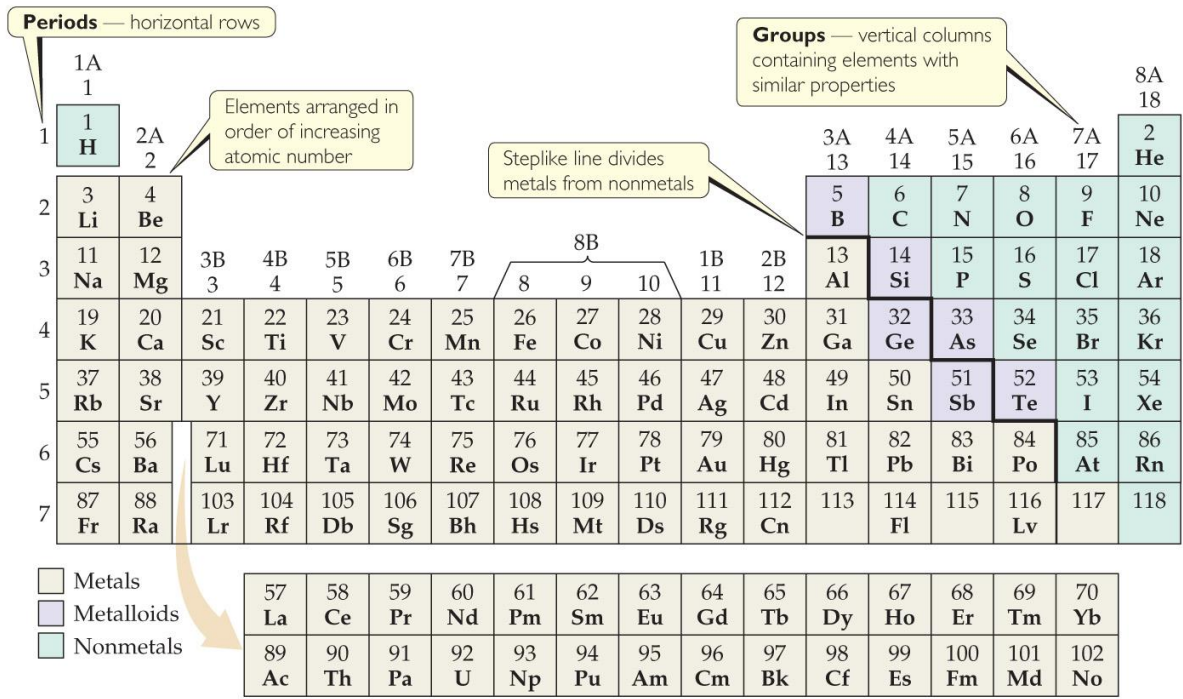 Periods — horizontal rows
Groups — vertical columns
containing elements with
similar properties
Elements arranged in
order of increasing
atomic number
Steplike line divides
metals from nonmetals
1A
1
8A
18
1
1
H
2A
2
3A 4A 5A 6A 7A
13 14 15 16 17
2
He
2
3 4 5 6 7 8 9 10
Li Be B C N O F Ne
3
11 12
Na Mg
3B 4B 5B 6B 7B 8B 1B 2B
3 4 5 6 7 8 9 10 11 12
13 14 15 16 17 18
Al Si P S Cl Ar
4
19 20 21 22 23 24 25 26 27 28 29 30 31 32 33 34 35 36
K Ca Sc Ti V Cr Mn Fe Co Ni Cu Zn Ga Ge As Se Br Kr
5
37 38 39 40 41 42 43 44 45 46 47 48 49 50 51 52 53 54
Rb Sr Y Zr Nb Mo Tc Ru Rh Pd Ag Cd In Sn Sb Te I Xe
6
55 56 71 72 73 74 75 76 77 78 79 80 81 82 83 84 85 86
Cs Ba Lu Hf Ta W Re Os Ir Pt Au Hg Tl Pb Bi Po At Rn
7
87 88 103 104 105 106 107 108 109 110 111 112 113 114 115 116 117 118
Fr Ra Lr Rf Db Sg Bh Hs Mt Ds Rg Cn Fl Lv
Metals
Metalloids
Nonmetals
57 58 59 60 61 62 63 64 65 66 67 68 69 70
La Ce Pr Nd Pm Sm Eu Gd Tb Dy Ho Er Tm Yb
89 90 91 92 93 94 95 96 97 98 99 100 101 102
Ac Th Pa U Np Pu Am Cm Bk Cf Es Fm Md No